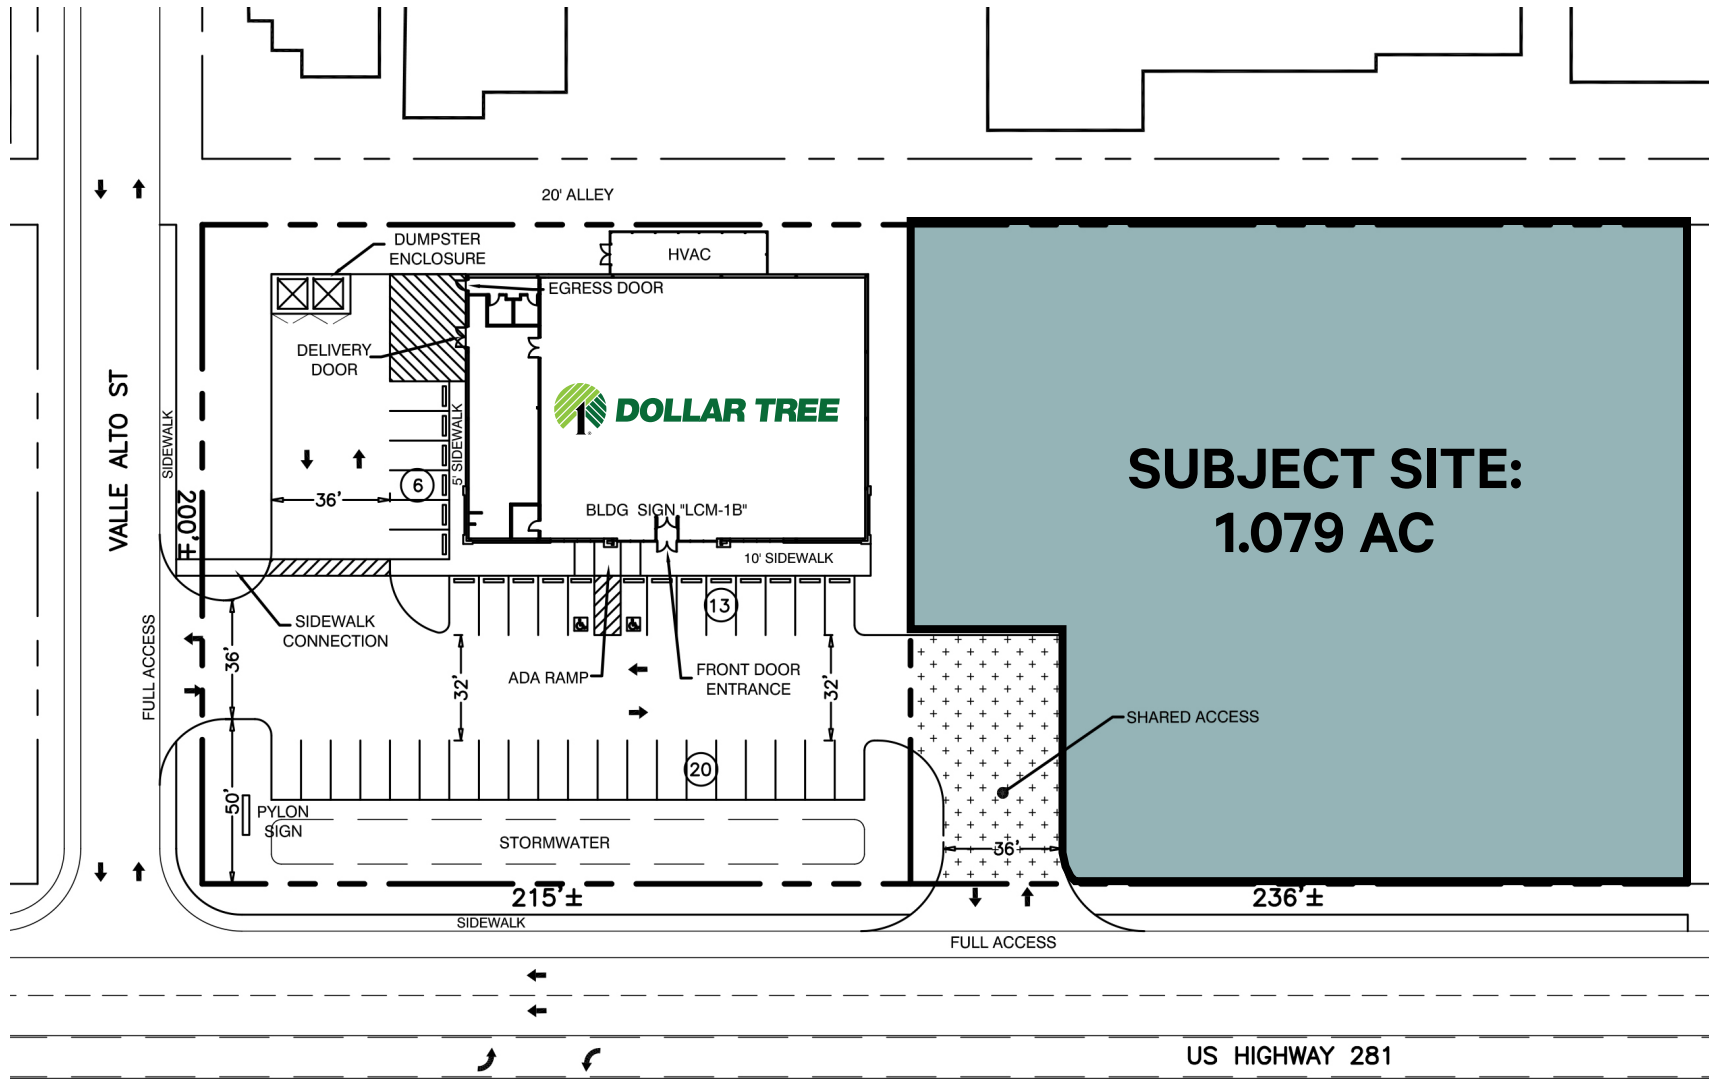 20' ALLEY
DUMPSTER
ENCLOSURE
HVAC
EGRESS DOOR
DELIVERY
DOOR
VALLE ALTO ST
SIDEWALK
5' SIDEWALK
DOLLAR TREE
®
SUBJECT SITE:
1.079 AC
6
36'
200'±
BLDG SIGN "LCM-1B"
10' SIDEWALK
13
SIDEWALK
CONNECTION
FULL ACCESS
36'
ADA RAMP
32'
FRONT DOOR
ENTRANCE
32'
SHARED ACCESS
20
50'
PYLON
SIGN
STORMWATER
36'
215'±
236'±
SIDEWALK
FULL ACCESS
US HIGHWAY 281